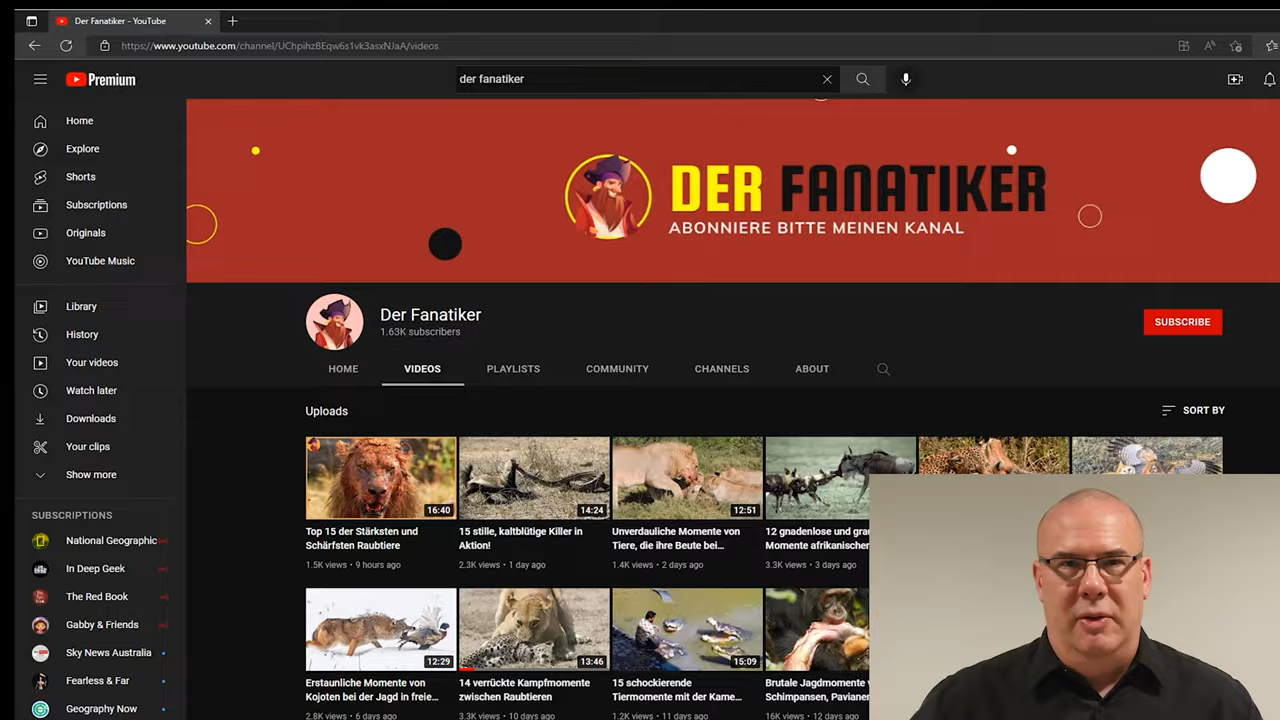 Der Fanatiker - YouTube
https://www.youtube.com/channel/UChpihzBEqw6s1vk3asxNJaA/videos
Premium
der fanatiker
Home
Explore
Shorts
Subscriptions
Originals
YouTube Music
Library
History
Your videos
Watch later
Downloads
Your clips
Show more
SUBSCRIPTIONS
National Geographic
In Deep Geek
The Red Book
Gabby & Friends
Sky News Australia
Fearless & Far
Geography Now
DER FANATIKER
ABONNIERE BITTE MEINEN KANAL
Der Fanatiker
1.63K subscribers
SUBSCRIBE
HOME VIDEOS PLAYLISTS COMMUNITY CHANNELS ABOUT
Uploads
SORT BY
16:40
Top 15 der Stärksten und
Schärfsten Raubtiere
1.5K views • 9 hours ago
14:24
15 stille, kaltblütige Killer in
Aktion!
2.3K views • 1 day ago
12:51
Unverdauliche Momente von
Tiere, die ihre Beute bei...
1.4K views • 2 days ago
12 gnadenlose und
Momente afrikanischer
3.3K views • 3 days ago
12:29
Erstaunliche Momente von
Kojoten bei der Jagd in freie...
2.8K views • 6 days ago
13:46
14 verrückte Kampfmomente
zwischen Raubtieren
3.3K views • 10 days ago
15:09
15 schockierende
Tiermomente mit der Kame...
1.2K views • 11 days ago
Brutale Jagdmomente v
Schimpansen, Paviane
16K views • 12 days ago